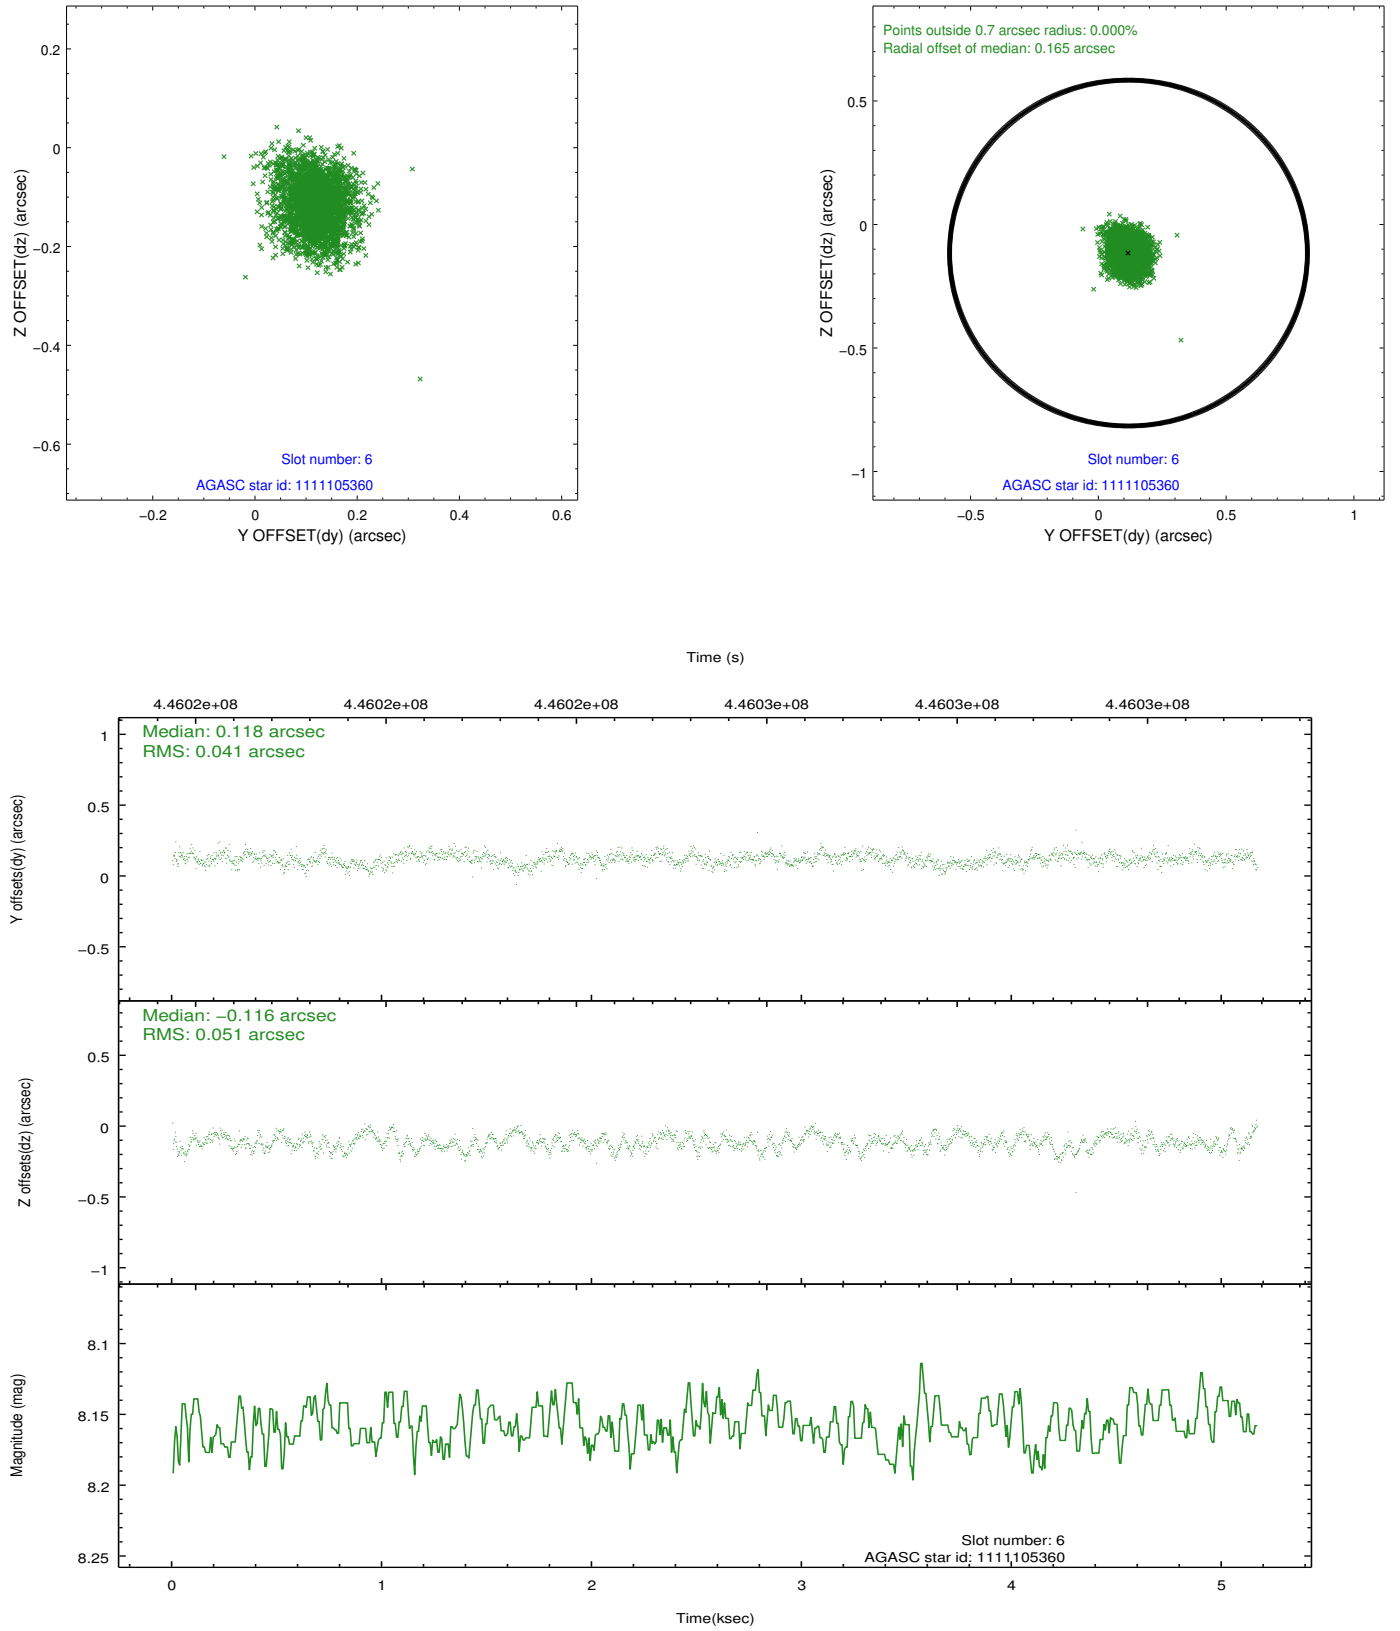 0.2
0
−0.2
−0.4
−0.6
Z OFFSET(dz) (arcsec)
Slot number: 6
AGASC star id: 1111105360
−0.2 0 0.2 0.4 0.6
Y OFFSET(dy) (arcsec)
Points outside 0.7 arcsec radius: 0.000%
Radial offset of median: 0.165 arcsec
0.5
0
−0.5
−1
Z OFFSET(dz) (arcsec)
Slot number: 6
AGASC star id: 1111105360
−0.5 0 0.5 1
Y OFFSET(dy) (arcsec)
Time (s)
4.4602e+08 4.4602e+08 4.4602e+08 4.4603e+08 4.4603e+08 4.4603e+08
Median: 0.118 arcsec
RMS: 0.041 arcsec
1
0.5
0
−0.5
Y offsets(dy) (arcsec)
Median: −0.116 arcsec
RMS: 0.051 arcsec
0.5
0
−0.5
−1
Z offsets(dz) (arcsec)
8.1
8.15
8.2
8.25
Magnitude (mag)
Slot number: 6
AGASC star id: 1111105360
0 1 2 3 4 5
Time(ksec)